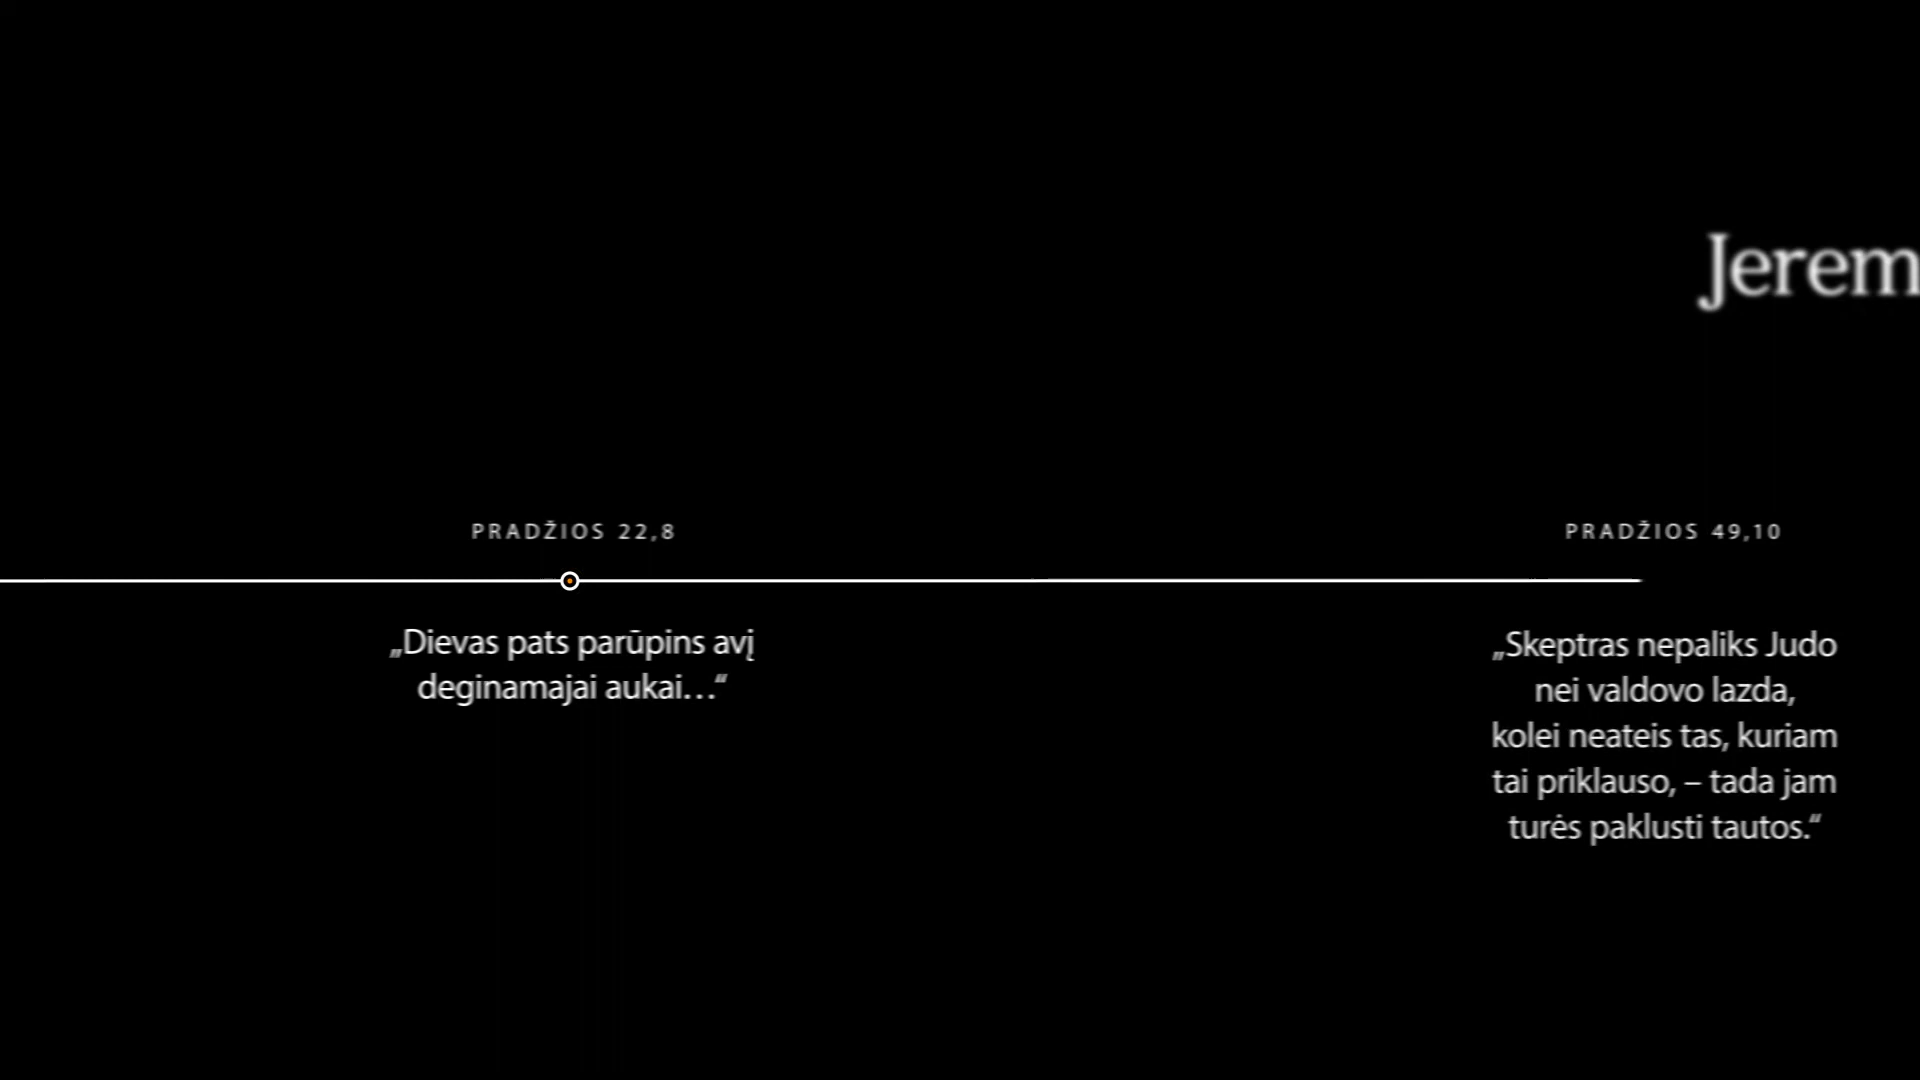 Jerem
PRADŽIOS 22,8
„Dievas pats parūpins avį
deginamajai aukai…“
PRADŽIOS 49,10
„Skeptras nepaliks Judo
nei valdovo lazda,
kolei neateis tas, kuriam
tai priklauso, – tada jam
turės paklusti tautos.“